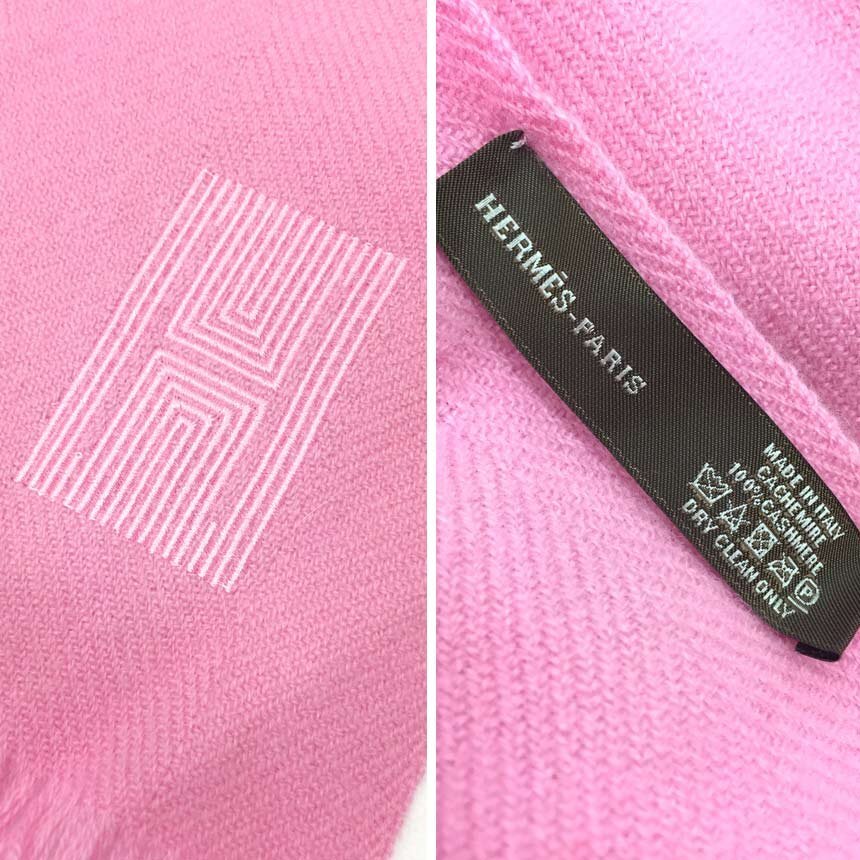 HERMÈS-PARIS
MADE IN ITALY
CACHEMIRE
100% CASHMERE
P
DRY CLEAN ONLY